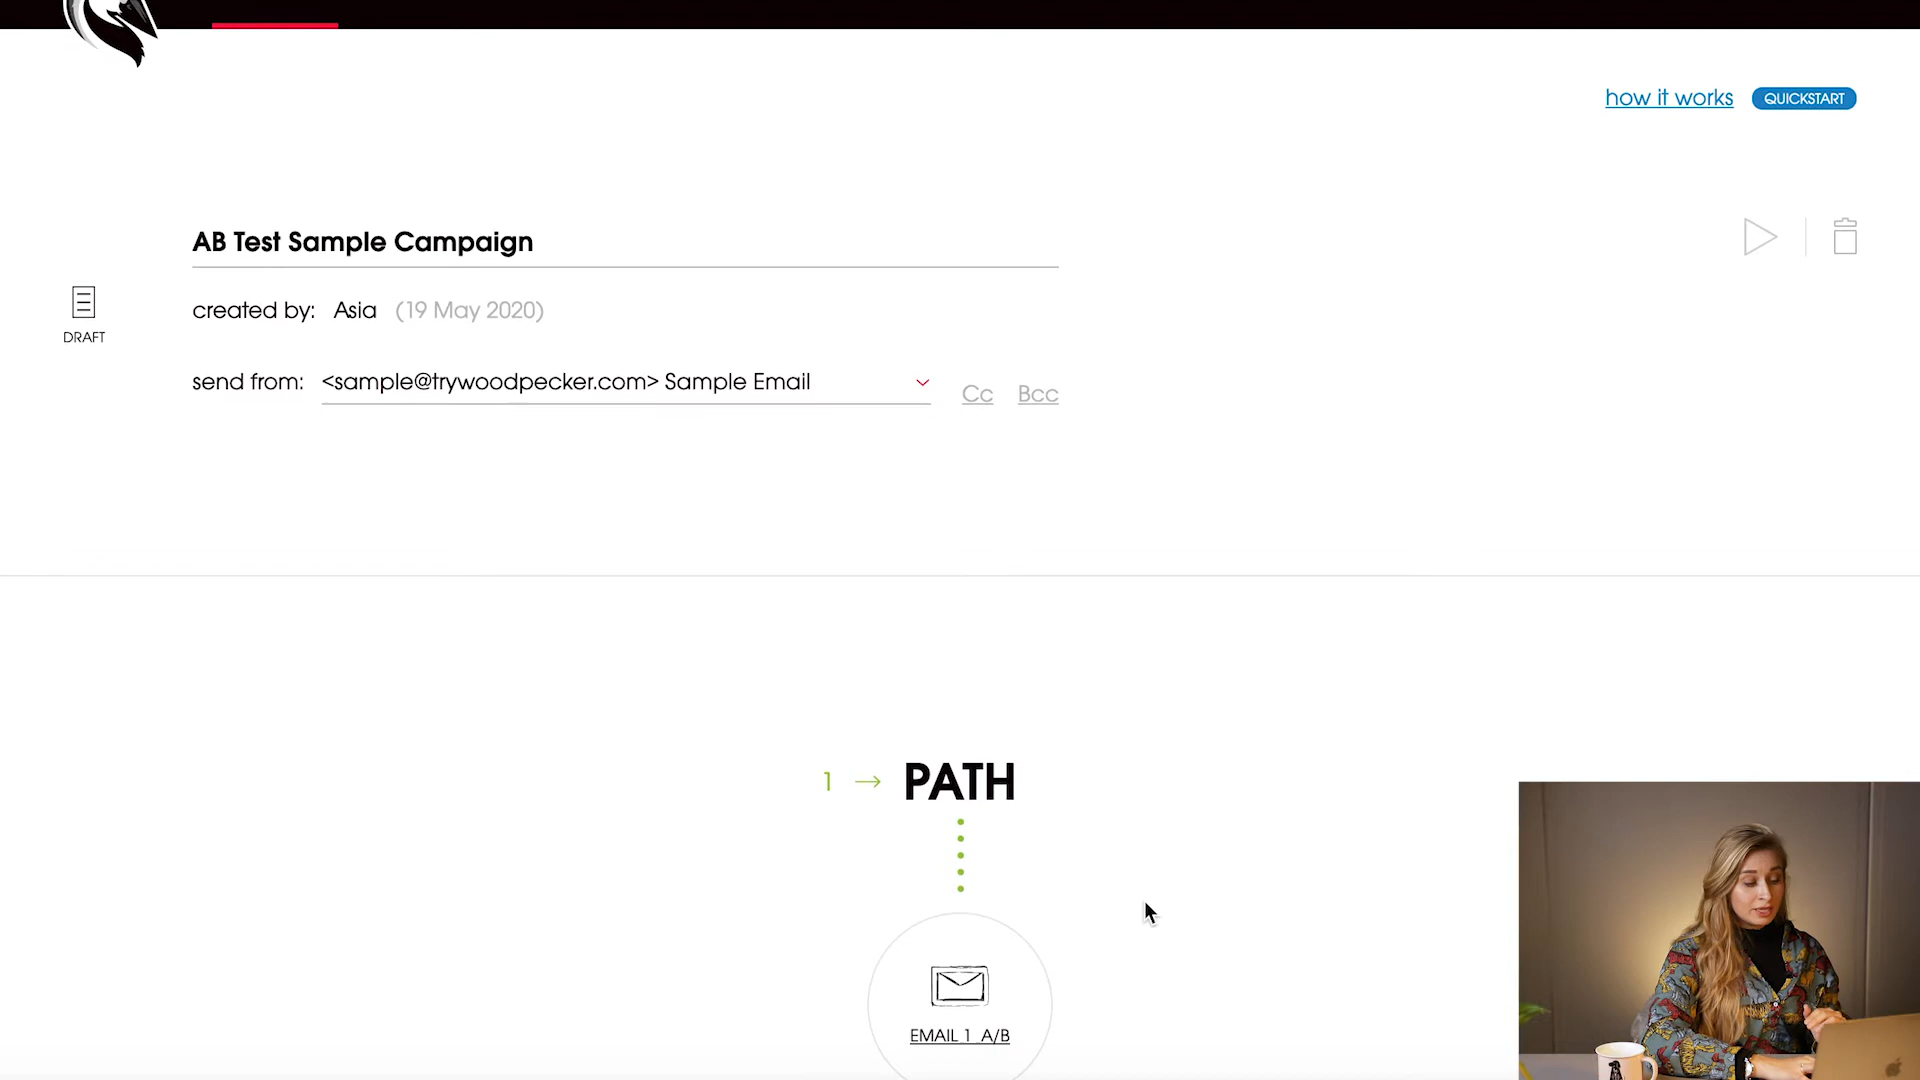 how it works QUICKSTART
AB Test Sample Campaign
created by: Asia (19 May 2020)
DRAFT
send from: <sample@trywoodpecker.com> Sample Email Cc Bcc
1 → PATH
EMAIL 1 A/B